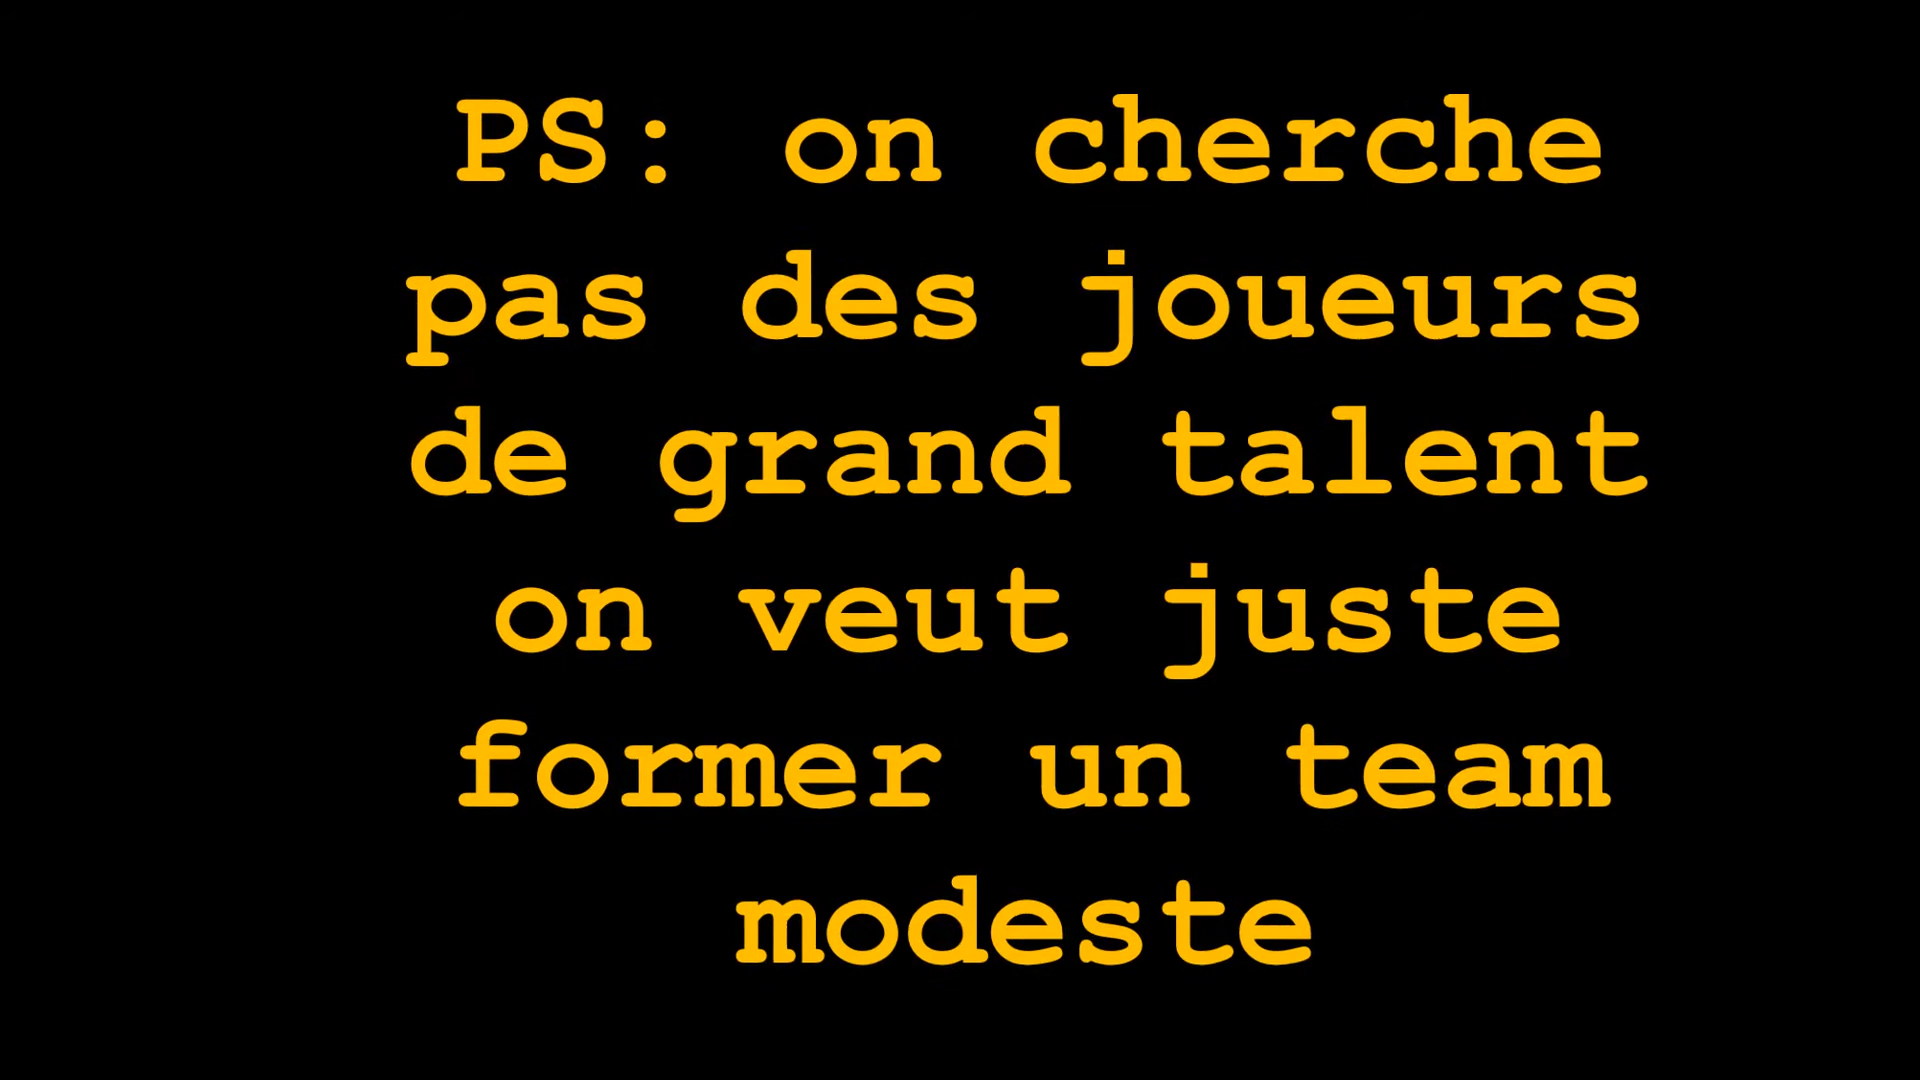 PS: on cherche
pas des joueurs
de grand talent
on veut juste
former un team
modeste